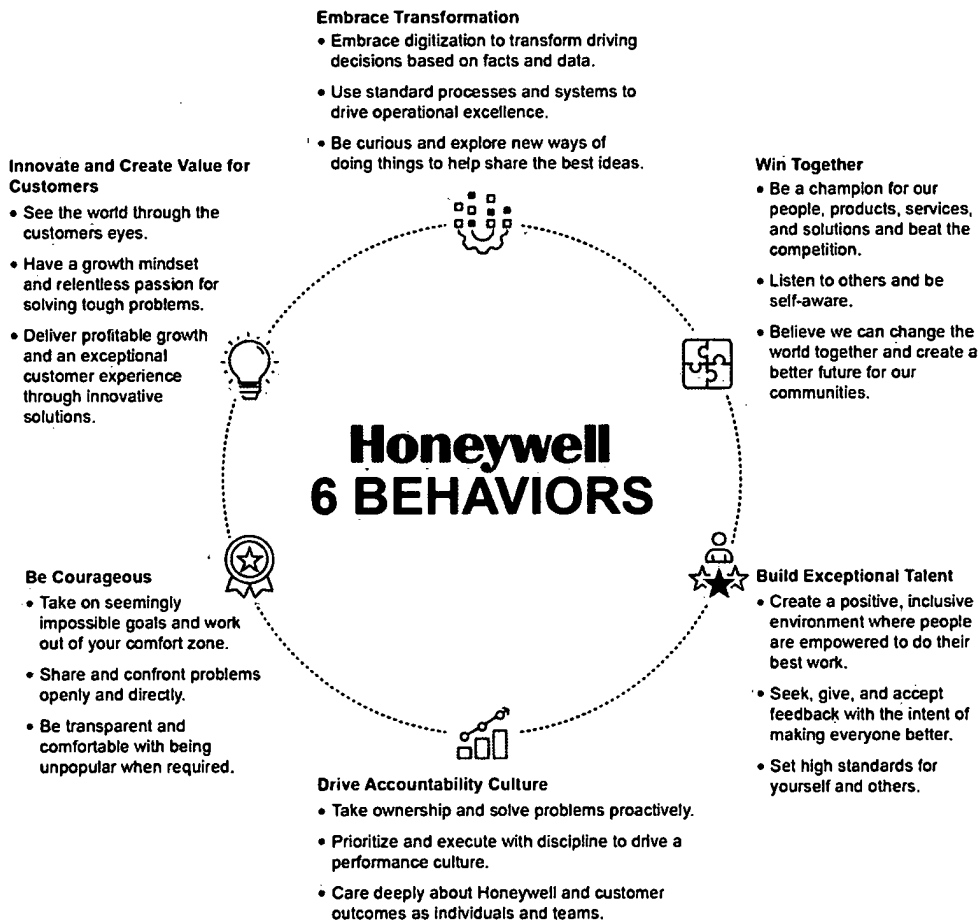 Embrace Transformation
• Embrace digitization to transform driving
decisions based on facts and data.
• Use standard processes and systems to
drive operational excellence.
• Be curious and explore new ways of
doing things to help share the best ideas.
Innovate and Create Value for
Customers
• See the world through the
customers eyes.
• Have a growth mindset
and relentless passion for
solving tough problems.
• Deliver profitable growth
and an exceptional
customer experience
through innovative
solutions.
Win Together
• Be a champion for our
people, products, services,
and solutions and beat the
competition.
• Listen to others and be
self-aware.
• Believe we can change the
world together and create a
better future for our
communities.
Honeywell
6 BEHAVIORS
Be Courageous
• Take on seemingly
impossible goals and work
out of your comfort zone.
• Share and confront problems
openly and directly.
• Be transparent and
comfortable with being
unpopular when required.
Build Exceptional Talent
• Create a positive, inclusive
environment where people
are empowered to do their
best work.
• Seek, give, and accept
feedback with the intent of
making everyone better.
• Set high standards for
yourself and others.
Drive Accountability Culture
• Take ownership and solve problems proactively.
• Prioritize and execute with discipline to drive a
performance culture.
• Care deeply about Honeywell and customer
outcomes as individuals and teams.